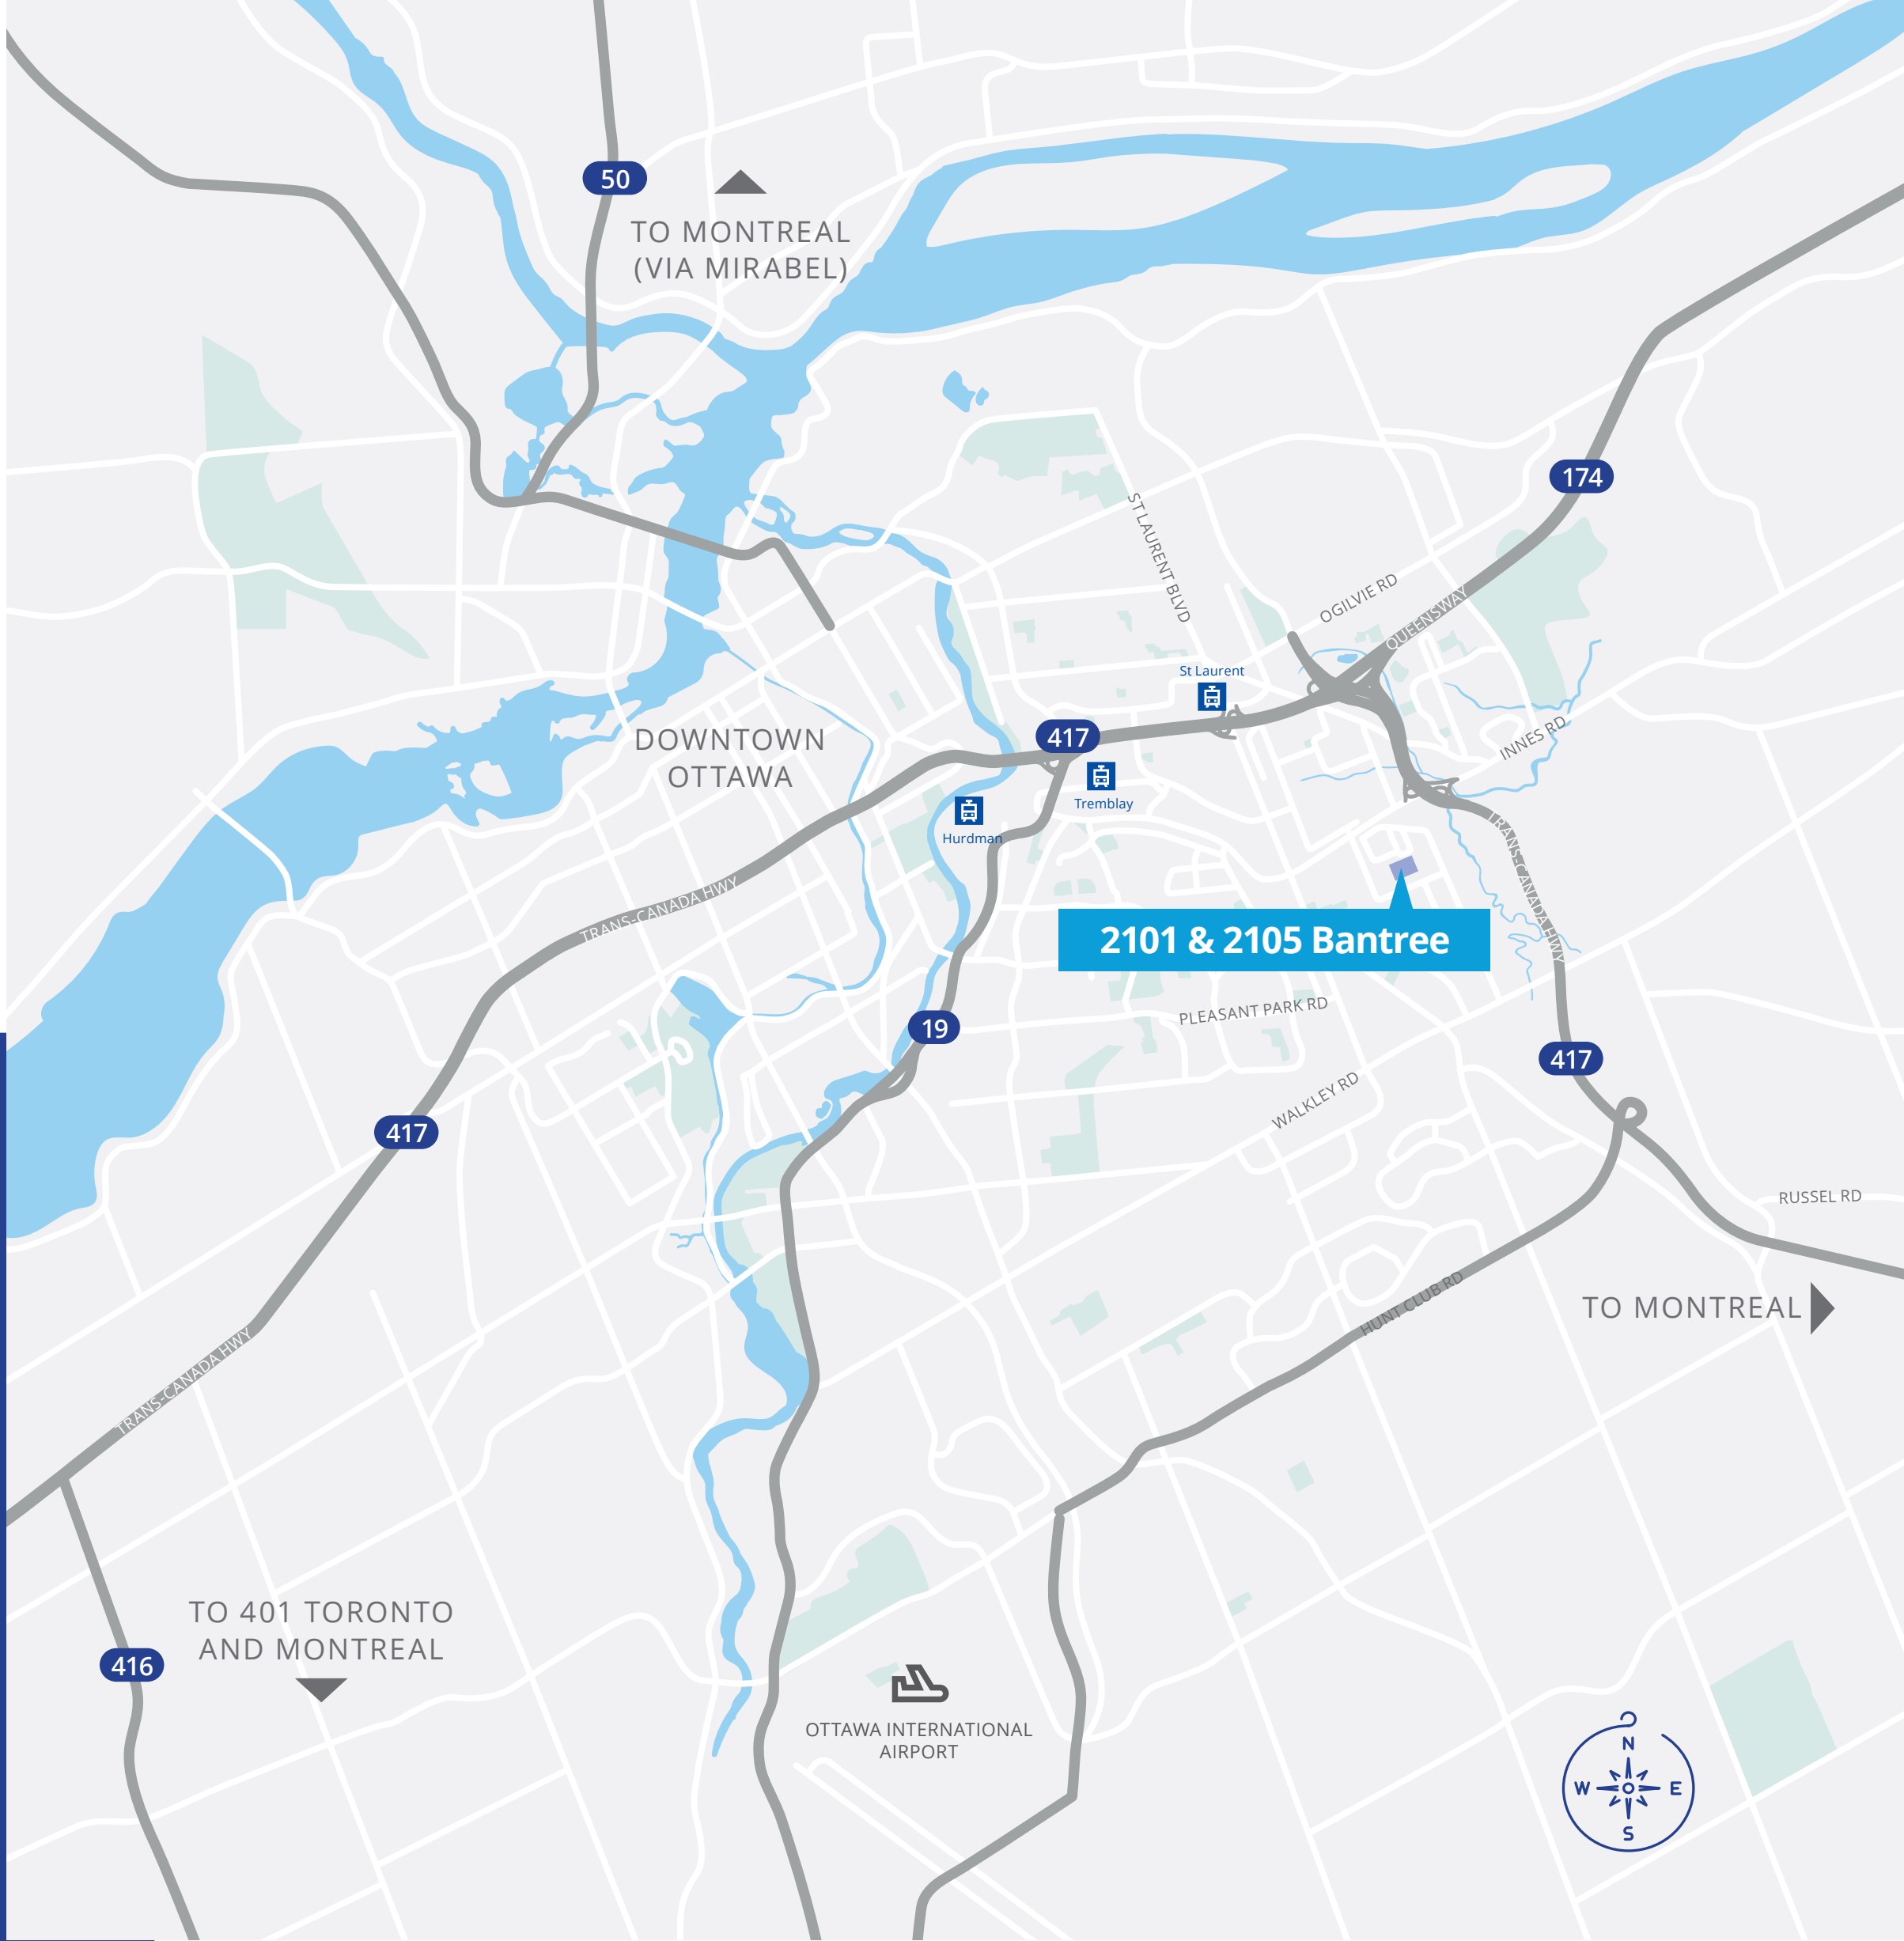 50
TO MONTREAL
(VIA MIRABEL)
174
ST LAURENT BLVD
OGILVIE RD
QUEENSWAY
St Laurent
417
INNES RD
DOWNTOWN
OTTAWA
Tremblay
Hurdman
TRANS-CANADA HWY
TRANS-CANADA HWY
2101 & 2105 Bantree
PLEASANT PARK RD
19
417
WALKLEY RD
417
RUSSEL RD
TO MONTREAL
HUNT CLUB RD
TRANS-CANADA HWY
TO 401 TORONTO
AND MONTREAL
416
OTTAWA INTERNATIONAL
AIRPORT
N
W E
S